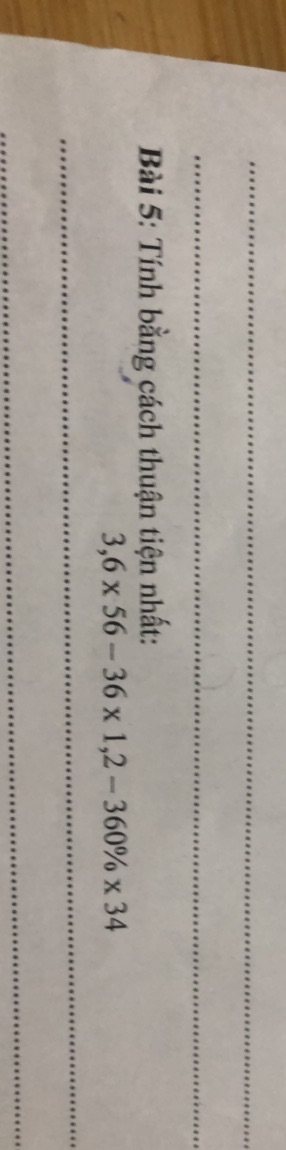 Bài 5: Tính bằng cách thuận tiện nhất:
3,6 x 56 – 36 x 1,2 – 360% x 34